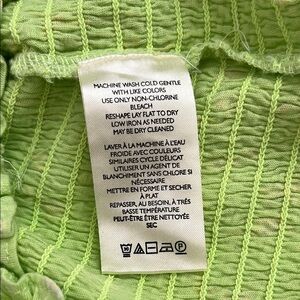 MACHINE WASH COLD GENTLE
WITH LIKE COLORS
USE ONLY NON-CHLORINE
BLEACH
RESHAPE LAY FLAT TO DRY
LOW IRON AS NEEDED
MAY BE DRY CLEANED
LAVER À LA MACHINE À L'EAU
FROIDE AVEC COULEURS
SIMILAIRES CYCLE DÉLICAT
UTILISER UN AGENT DE
BLANCHIMENT SANS CHLORE SI
NÉCESSAIRE
METTRE EN FORME ET SECHER
À PLAT
REPASSER, AU BESOIN, À TRÈS
BASSE TEMPÉRATURE
PEUT-ÊTRE ÊTRE NETTOYÉE
SEC